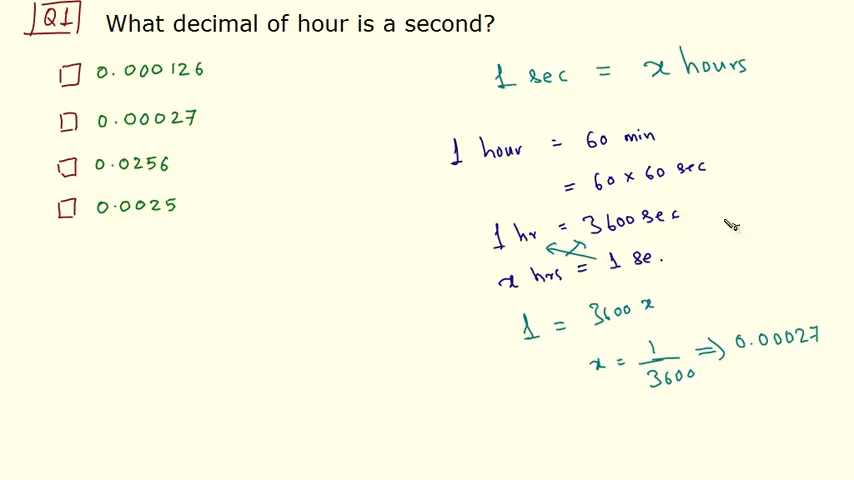 Q1 What decimal of hour is a second?
0.000126
0.00027
0.0256
0.0025
1 sec = x hours
1 hour = 60 min
= 60 × 60 sec
1 hr = 3600 sec
x hrs = 1 se.
1 = 3600 x
x = 1/3600 ⇒ 0.00027